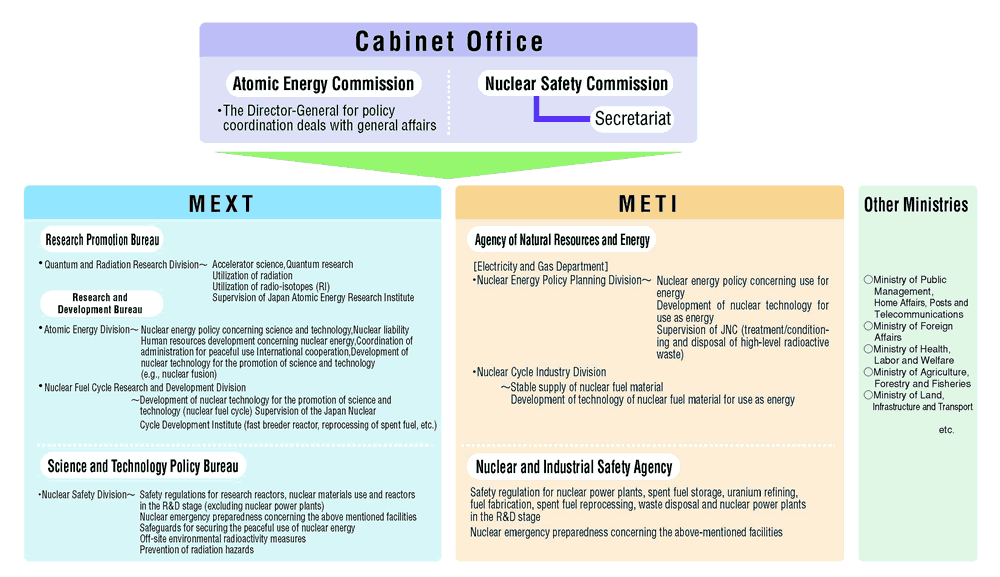 Cabinet Office
Atomic Energy Commission
•The Director-General for policy
coordination deals with general affairs
Nuclear Safety Commission
Secretariat
MEXT
Research Promotion Bureau
•Quantum and Radiation Research Division～ Accelerator science,Quantum research
Utilization of radiation
Utilization of radio-isotopes (RI)
Supervision of Japan Atomic Energy Research Institute
Research and
Development Bureau
•Atomic Energy Division～ Nuclear energy policy concerning science and technology,Nuclear liability
Human resources development concerning nuclear energy,Coordination of
administration for peaceful use International cooperation,Development of
nuclear technology for the promotion of science and technology
(e.g., nuclear fusion)
•Nuclear Fuel Cycle Research and Development Division
～Development of nuclear technology for the promotion of science and
technology (nuclear fuel cycle) Supervision of the Japan Nuclear
Cycle Development Institute (fast breeder reactor, reprocessing of spent fuel, etc.)
Science and Technology Policy Bureau
•Nuclear Safety Division～ Safety regulations for research reactors, nuclear materials use and reactors
in the R&D stage (excluding nuclear power plants)
Nuclear emergency preparedness concerning the above mentioned facilities
Safeguards for securing the peaceful use of nuclear energy
Off-site environmental radioactivity measures
Prevention of radiation hazards
METI
Agency of Natural Resources and Energy
[Electricity and Gas Department]
•Nuclear Energy Policy Planning Division～ Nuclear energy policy concerning use for
energy
Development of nuclear technology for
use as energy
Supervision of JNC (treatment/condition-
ing and disposal of high-level radioactive
waste)
•Nuclear Cycle Industry Division
～Stable supply of nuclear fuel material
Development of technology of nuclear fuel material for use as energy
Nuclear and Industrial Safety Agency
Safety regulation for nuclear power plants, spent fuel storage, uranium refining,
fuel fabrication, spent fuel reprocessing, waste disposal and nuclear power plants
in the R&D stage
Nuclear emergency preparedness concerning the above-mentioned facilities
Other Ministries
○Ministry of Public
Management,
Home Affairs, Posts and
Telecommunications
○Ministry of Foreign
Affairs
○Ministry of Health,
Labor and Welfare
○Ministry of Agriculture,
Forestry and Fisheries
○Ministry of Land,
Infrastructure and Transport
etc.